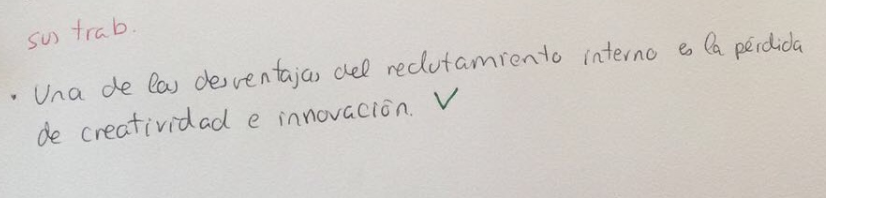 sus trab.
• Una de las desventajas del reclutamiento interno es la pérdida
de creatividad e innovación. ✓